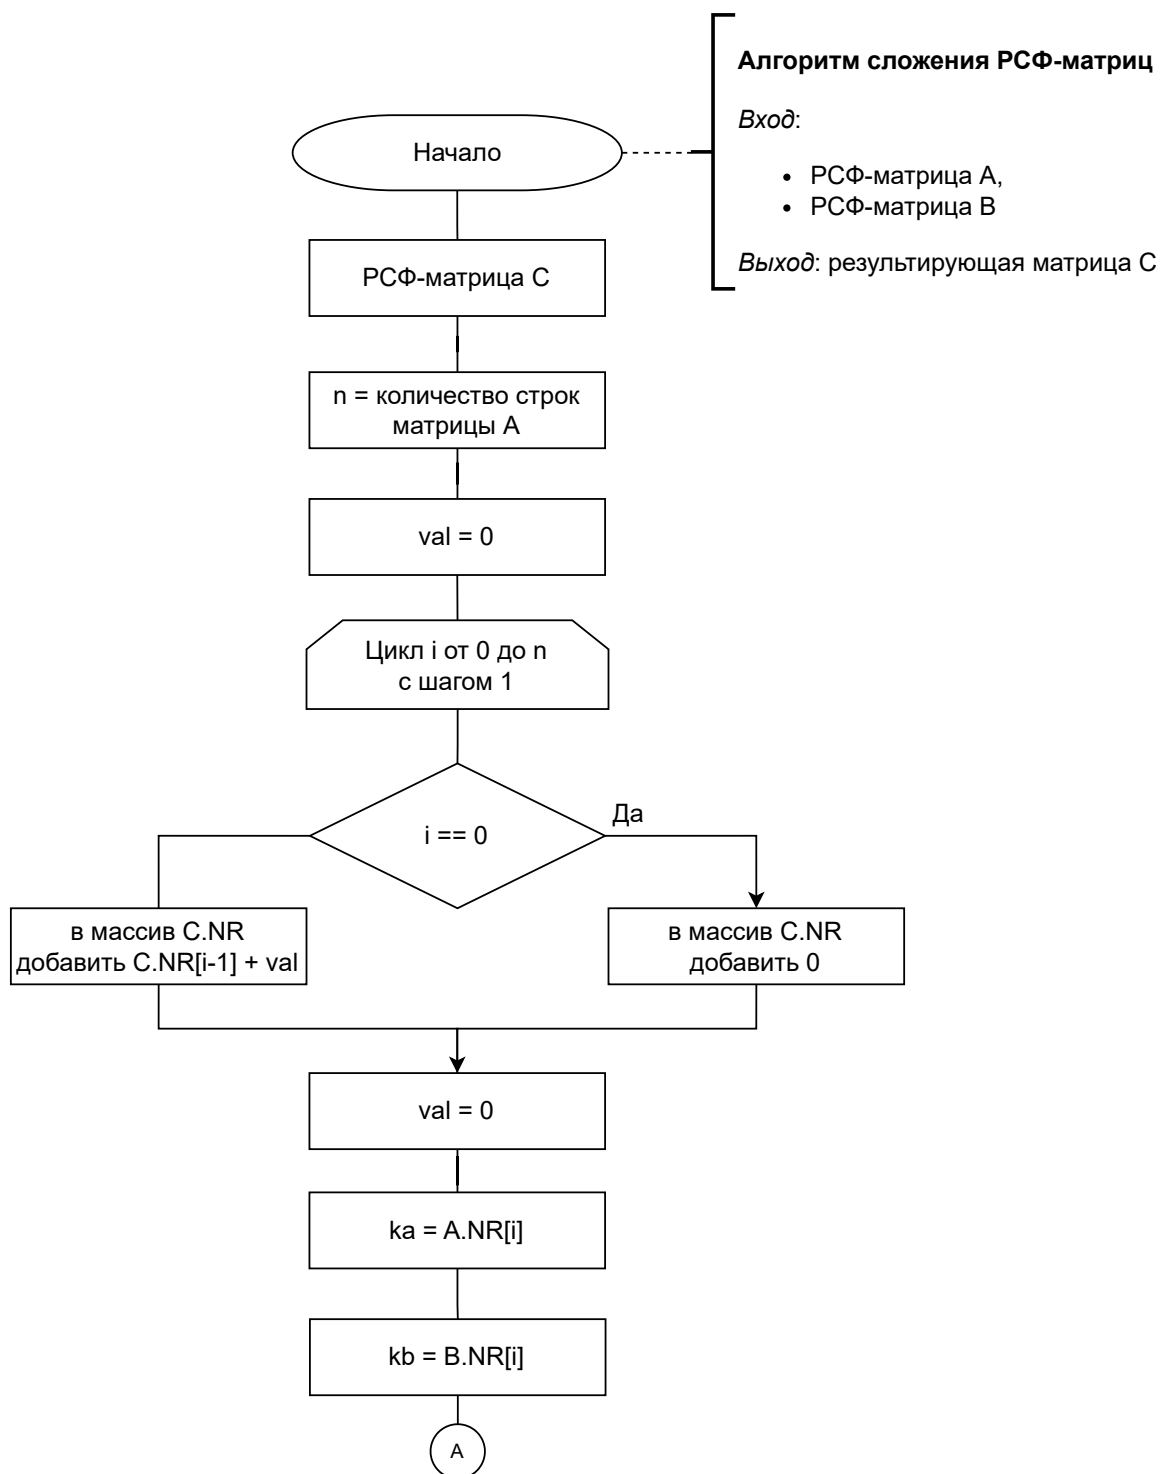 Алгоритм сложения РСФ-матриц
Вход:
• РСФ-матрица A,
• РСФ-матрица B
Выход: результирующая матрица C
Начало
РСФ-матрица C
n = количество строк
матрицы A
val = 0
Цикл i от 0 до n
с шагом 1
i == 0
Да
в массив C.NR
добавить C.NR[i-1] + val
в массив C.NR
добавить 0
val = 0
ka = A.NR[i]
kb = B.NR[i]
A